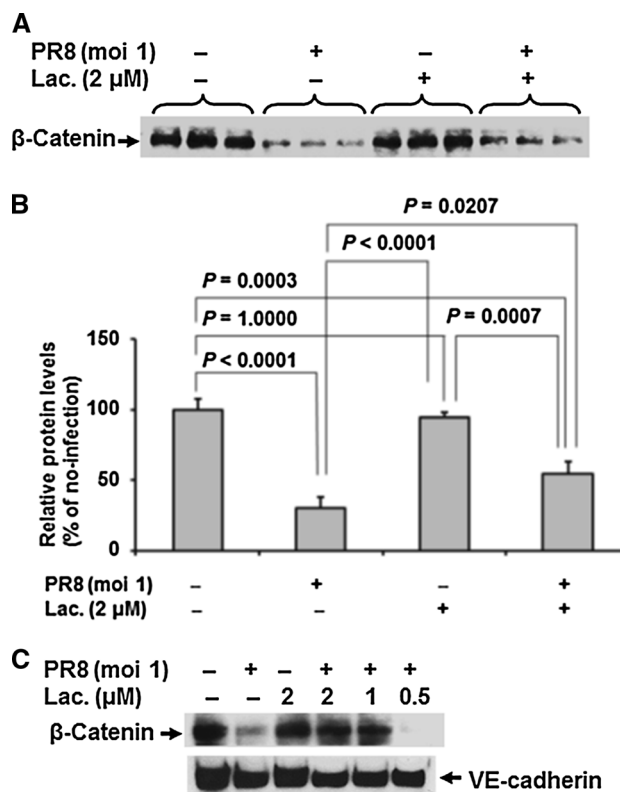 A
PR8 (moi 1) – + – +
Lac. (2 μM) – – + +
β-Catenin
B
P = 0.0207
P < 0.0001
P = 0.0003
P = 1.0000
P = 0.0007
P < 0.0001
Relative protein levels
(% of no-infection)
150
100
50
0
PR8 (moi 1) – + – +
Lac. (2 μM) – – + +
C
PR8 (moi 1) – + – + + +
Lac. (μM) – – 2 2 1 0.5
β-Catenin
VE-cadherin